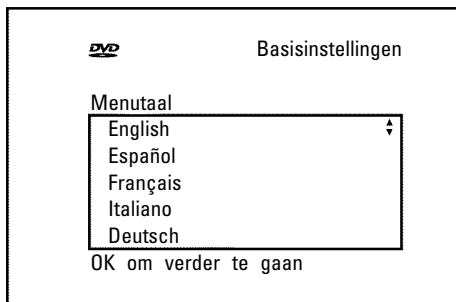 DVD Basisinstellingen
Menutaal
English
Español
Français
Italiano
Deutsch
OK om verder te gaan